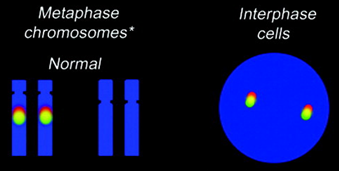 Metaphase
chromosomes*
Normal
Interphase
cells